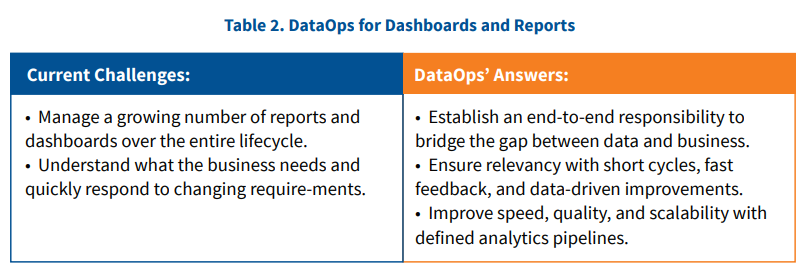 Table 2. DataOps for Dashboards and Reports
Current Challenges:
• Manage a growing number of reports and
dashboards over the entire lifecycle.
• Understand what the business needs and
quickly respond to changing require-ments.
DataOps’ Answers:
• Establish an end-to-end responsibility to
bridge the gap between data and business.
• Ensure relevancy with short cycles, fast
feedback, and data-driven improvements.
• Improve speed, quality, and scalability with
defined analytics pipelines.